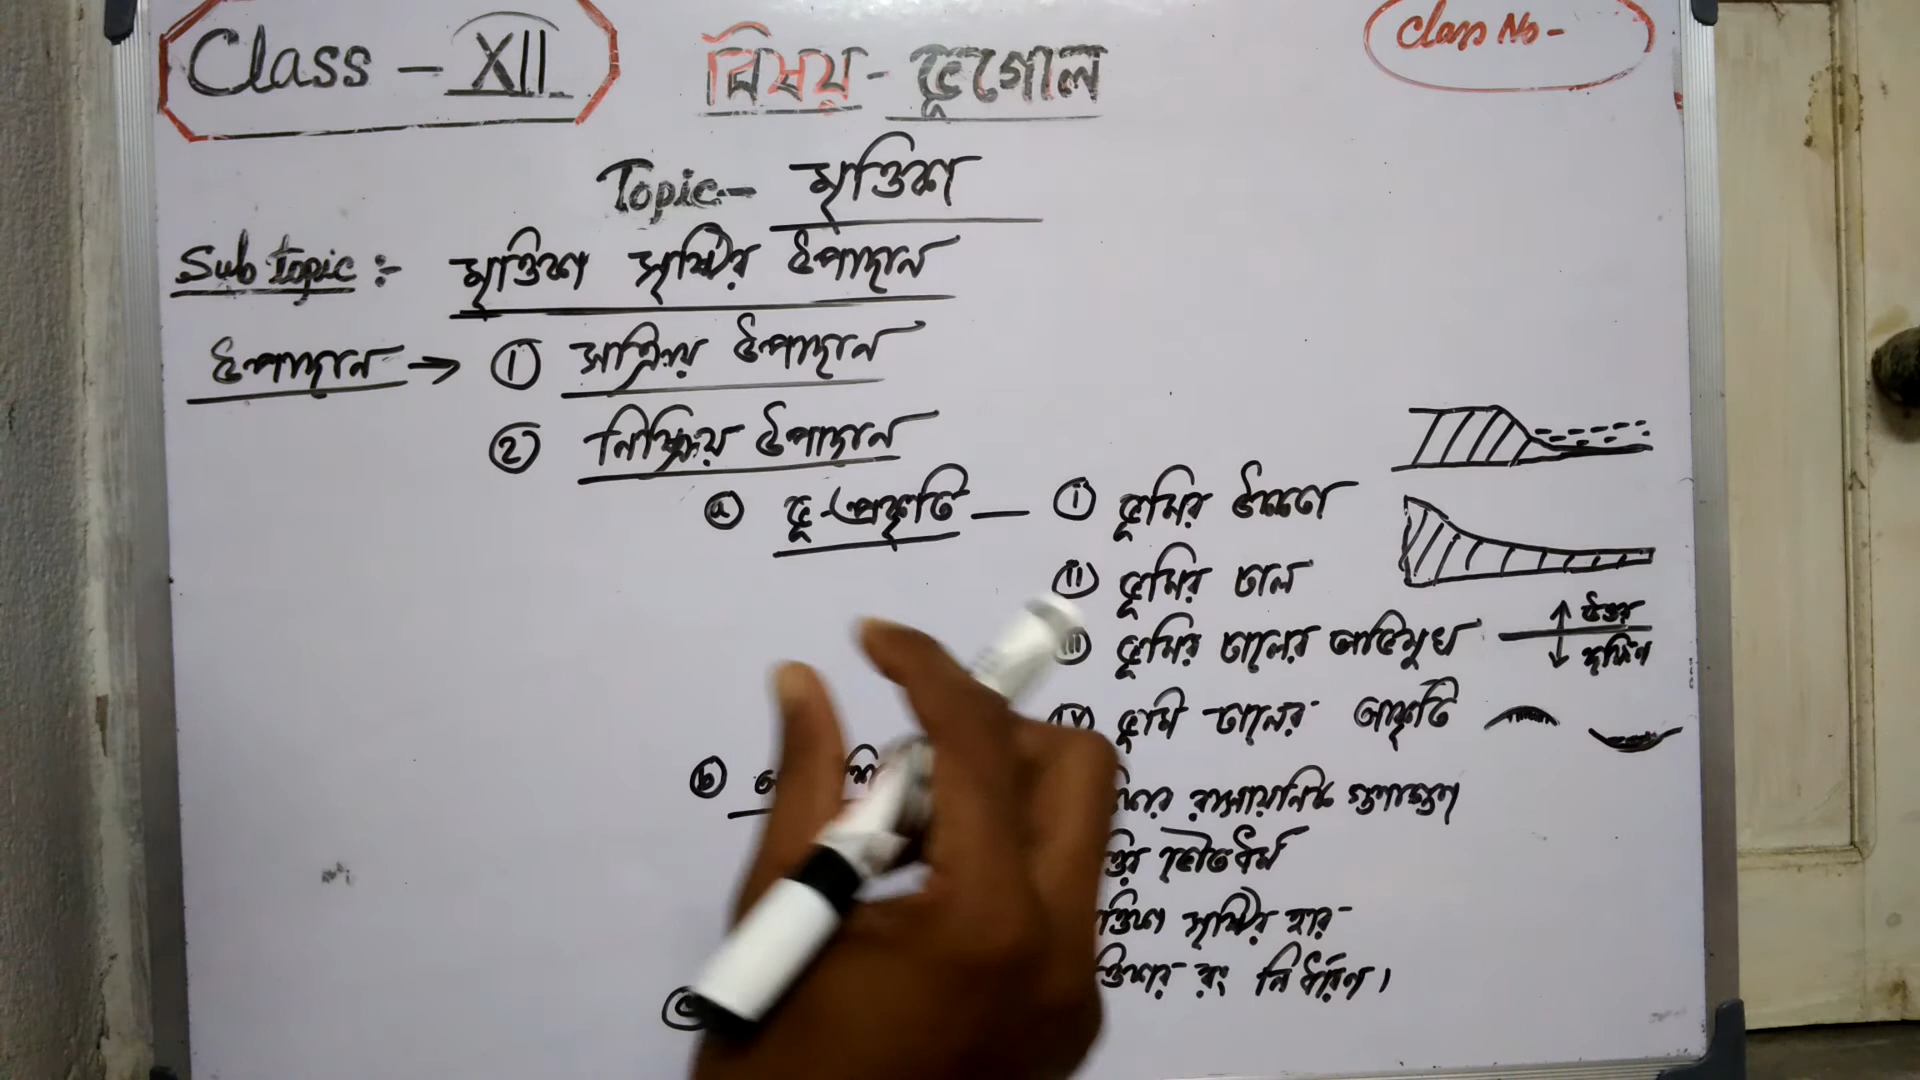 Class - XII বিষয় - ভূগোল Class No -
Topic - মৃত্তিকা
Sub topic :- মৃত্তিকা সৃষ্টির উপাদান
উপাদান → ① সক্রিয় উপাদান
② নিষ্ক্রিয় উপাদান
ⓐ ভূ-প্রকৃতি — ⓘ ভূমির উচ্চতা
ⓘⓘ ভূমির ঢাল
iii ভূমির ঢালের অভিমুখ উত্তর
দক্ষিণ
iv ভূমি ঢালের আকৃতি
ⓑ রাসায়নিক গুণাগুণ
ভৌতধর্ম
সৃষ্টির হার
রং নির্ধারণ।
ⓒ